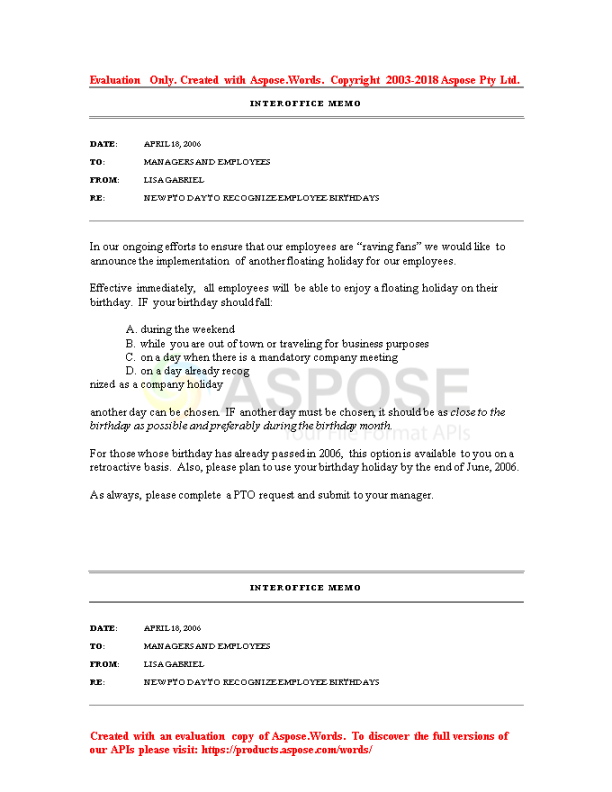 Evaluation Only. Created with Aspose.Words. Copyright 2003-2018 Aspose Pty Ltd.
INTEROFFICE MEMO
DATE: APRIL 18, 2006
TO: MANAGERS AND EMPLOYEES
FROM: LISA GABRIEL
RE: NEW PTO DAY TO RECOGNIZE EMPLOYEE BIRTHDAYS
In our ongoing efforts to ensure that our employees are “raving fans” we would like to
announce the implementation of another floating holiday for our employees.
Effective immediately, all employees will be able to enjoy a floating holiday on their
birthday. IF your birthday should fall:
A. during the weekend
B. while you are out of town or traveling for business purposes
C. on a day when there is a mandatory company meeting
D. on a day already recog
nized as a company holiday
ASPOSE
another day can be chosen. IF another day must be chosen, it should be as close to the
birthday as possible and preferably during the birthday month.
Your File Format APIs
For those whose birthday has already passed in 2006, this option is available to you on a
retroactive basis. Also, please plan to use your birthday holiday by the end of June, 2006.
As always, please complete a PTO request and submit to your manager.
INTEROFFICE MEMO
DATE: APRIL 18, 2006
TO: MANAGERS AND EMPLOYEES
FROM: LISA GABRIEL
RE: NEW PTO DAY TO RECOGNIZE EMPLOYEE BIRTHDAYS
Created with an evaluation copy of Aspose.Words. To discover the full versions of
our APIs please visit: https://products.aspose.com/words/